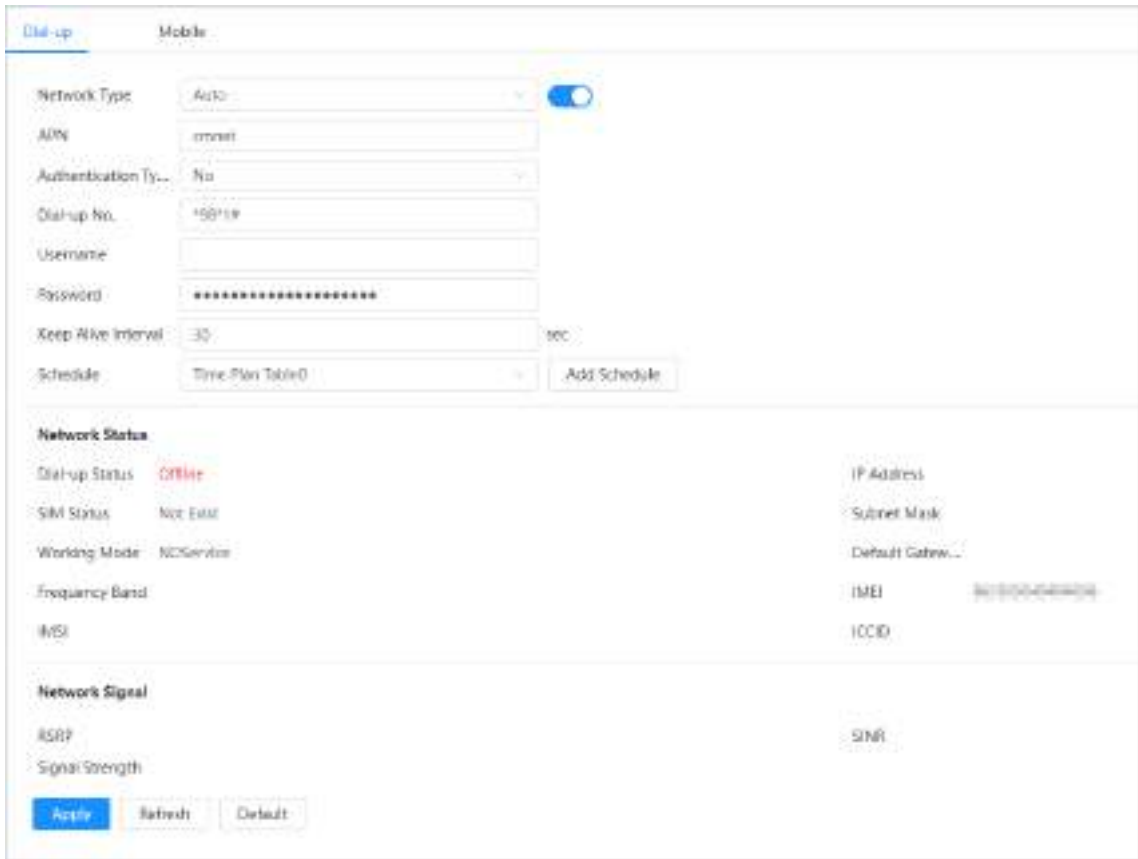 Dial-up Mobile
Network Type Auto
APN cmnet
Authentication Ty... No
Dial-up No.
Username
Password ••••••••••••••••••••
Keep Alive Interval 30 sec
Schedule Time Plan Table0 Add Schedule
Network Status
Dial-up Status Offline IP Address
SIM Status Not Exist Subnet Mask
Working Mode NOService Default Gatew...
Frequency Band IMEI
IMSI ICCID
Network Signal
RSRP SINR
Signal Strength
Apply Refresh Default